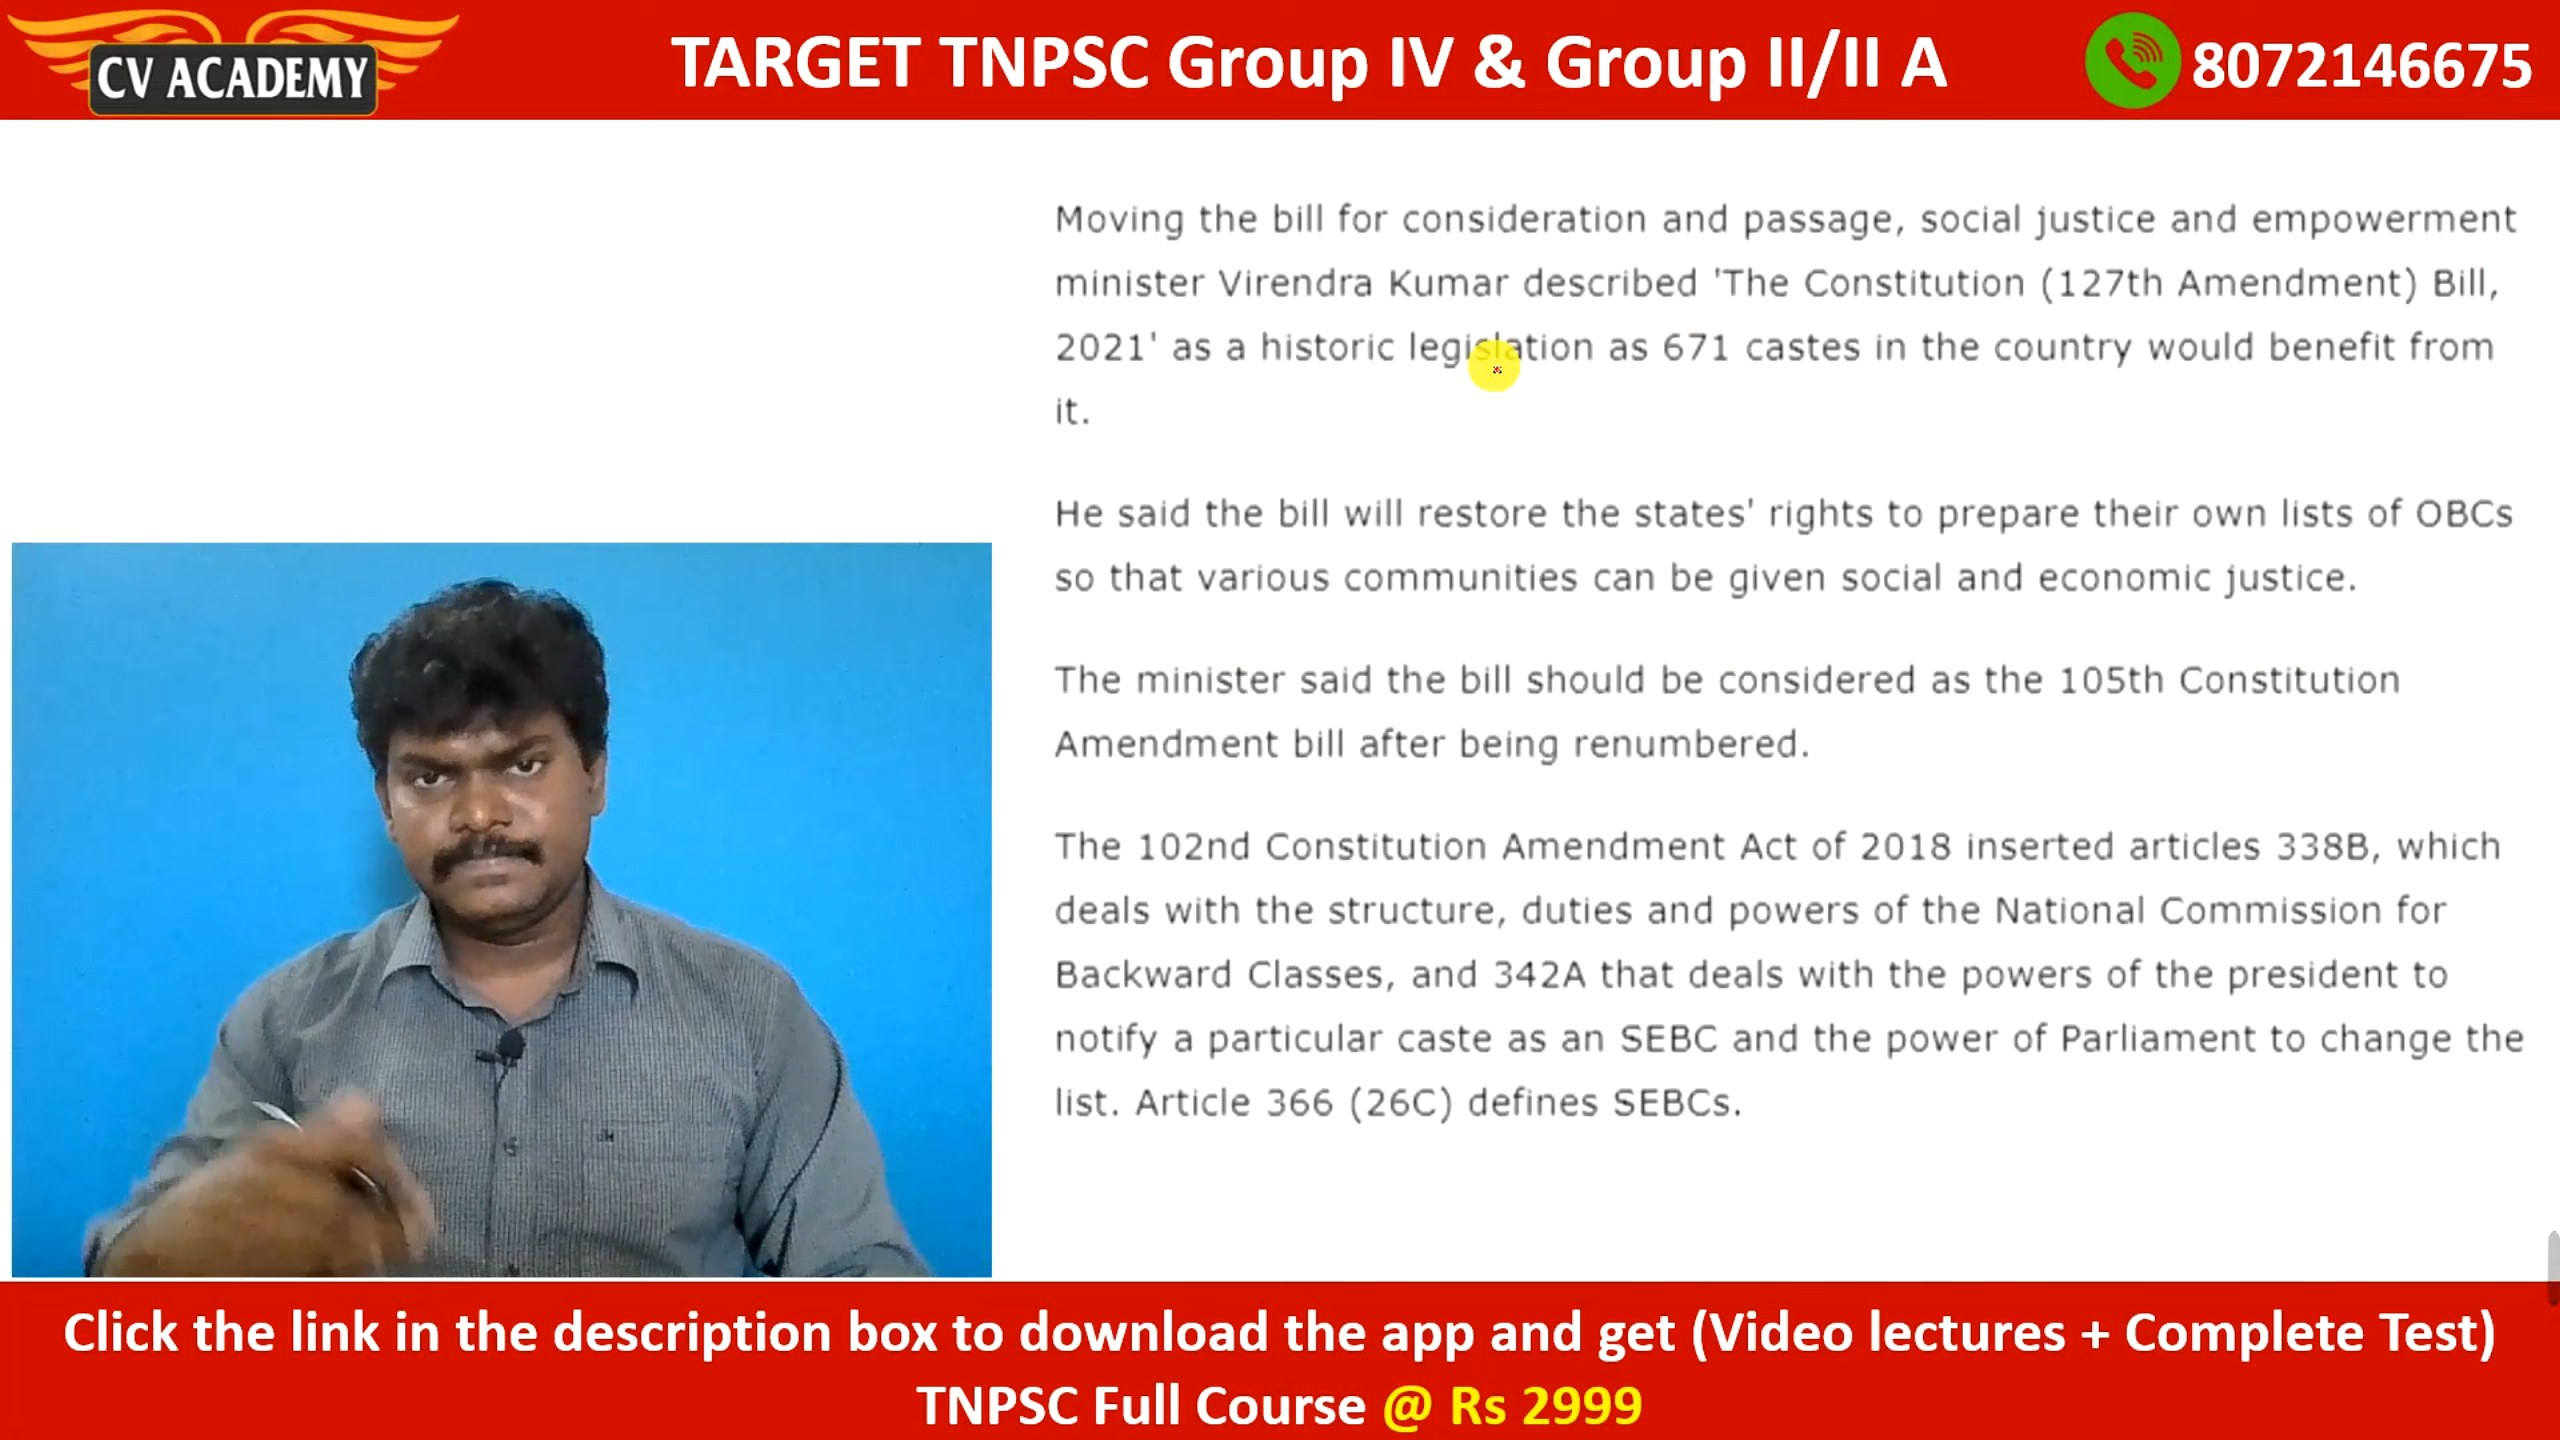 CV ACADEMY
TARGET TNPSC Group IV & Group II/II A
8072146675
Moving the bill for consideration and passage, social justice and empowerment
minister Virendra Kumar described 'The Constitution (127th Amendment) Bill,
2021' as a historic legislation as 671 castes in the country would benefit from
it.
He said the bill will restore the states' rights to prepare their own lists of OBCs
so that various communities can be given social and economic justice.
The minister said the bill should be considered as the 105th Constitution
Amendment bill after being renumbered.
The 102nd Constitution Amendment Act of 2018 inserted articles 338B, which
deals with the structure, duties and powers of the National Commission for
Backward Classes, and 342A that deals with the powers of the president to
notify a particular caste as an SEBC and the power of Parliament to change the
list. Article 366 (26C) defines SEBCs.
Click the link in the description box to download the app and get (Video lectures + Complete Test)
TNPSC Full Course @ Rs 2999